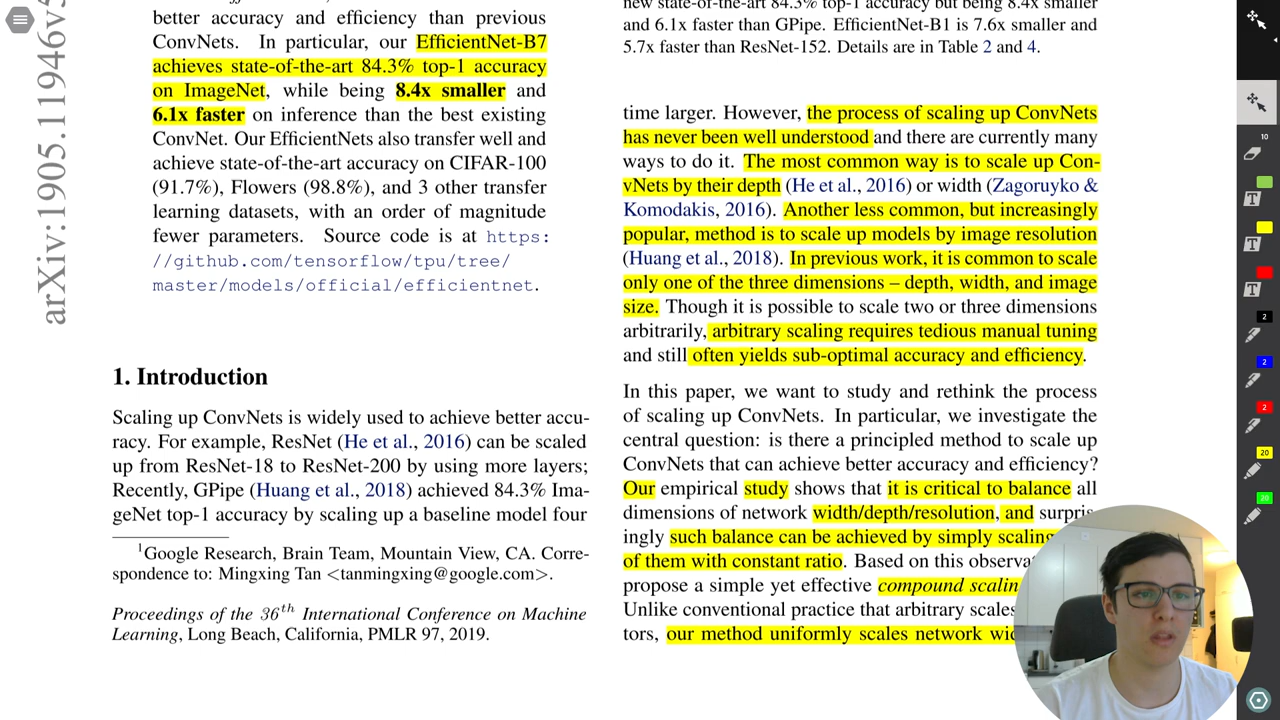 arXiv:1905.11946v5
better accuracy and efficiency than previous
ConvNets. In particular, our EfficientNet-B7
achieves state-of-the-art 84.3% top-1 accuracy
on ImageNet, while being 8.4x smaller and
6.1x faster on inference than the best existing
ConvNet. Our EfficientNets also transfer well and
achieve state-of-the-art accuracy on CIFAR-100
(91.7%), Flowers (98.8%), and 3 other transfer
learning datasets, with an order of magnitude
fewer parameters. Source code is at https:
//github.com/tensorflow/tpu/tree/
master/models/official/efficientnet.
1. Introduction
Scaling up ConvNets is widely used to achieve better accu-
racy. For example, ResNet (He et al., 2016) can be scaled
up from ResNet-18 to ResNet-200 by using more layers;
Recently, GPipe (Huang et al., 2018) achieved 84.3% Ima-
geNet top-1 accuracy by scaling up a baseline model four
1Google Research, Brain Team, Mountain View, CA. Corre-
spondence to: Mingxing Tan <tanmingxing@google.com>.
Proceedings of the 36th International Conference on Machine
Learning, Long Beach, California, PMLR 97, 2019.
new state-of-the-art 84.3% top-1 accuracy but being 8.4x smaller
and 6.1x faster than GPipe. EfficientNet-B1 is 7.6x smaller and
5.7x faster than ResNet-152. Details are in Table 2 and 4.
time larger. However, the process of scaling up ConvNets
has never been well understood and there are currently many
ways to do it. The most common way is to scale up Con-
vNets by their depth (He et al., 2016) or width (Zagoruyko &
Komodakis, 2016). Another less common, but increasingly
popular, method is to scale up models by image resolution
(Huang et al., 2018). In previous work, it is common to scale
only one of the three dimensions – depth, width, and image
size. Though it is possible to scale two or three dimensions
arbitrarily, arbitrary scaling requires tedious manual tuning
and still often yields sub-optimal accuracy and efficiency.
In this paper, we want to study and rethink the process
of scaling up ConvNets. In particular, we investigate the
central question: is there a principled method to scale up
ConvNets that can achieve better accuracy and efficiency?
Our empirical study shows that it is critical to balance all
dimensions of network width/depth/resolution, and surpris
ingly such balance can be achieved by simply scaling
of them with constant ratio. Based on this observa
propose a simple yet effective compound scalin
Unlike conventional practice that arbitrary scales
tors, our method uniformly scales network wid
10
T
T
T
2
2
2
20
20